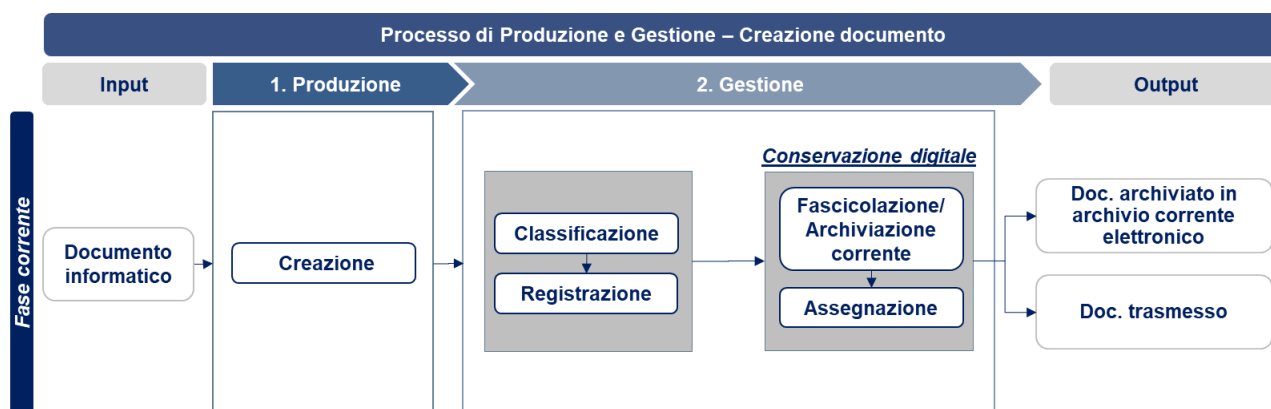 Processo di Produzione e Gestione – Creazione documento
Input
1. Produzione
2. Gestione
Output
Fase corrente
Documento
informatico
Creazione
Classificazione
Registrazione
Conservazione digitale
Fascicolazione/
Archiviazione
corrente
Assegnazione
Doc. archiviato in
archivio corrente
elettronico
Doc. trasmesso